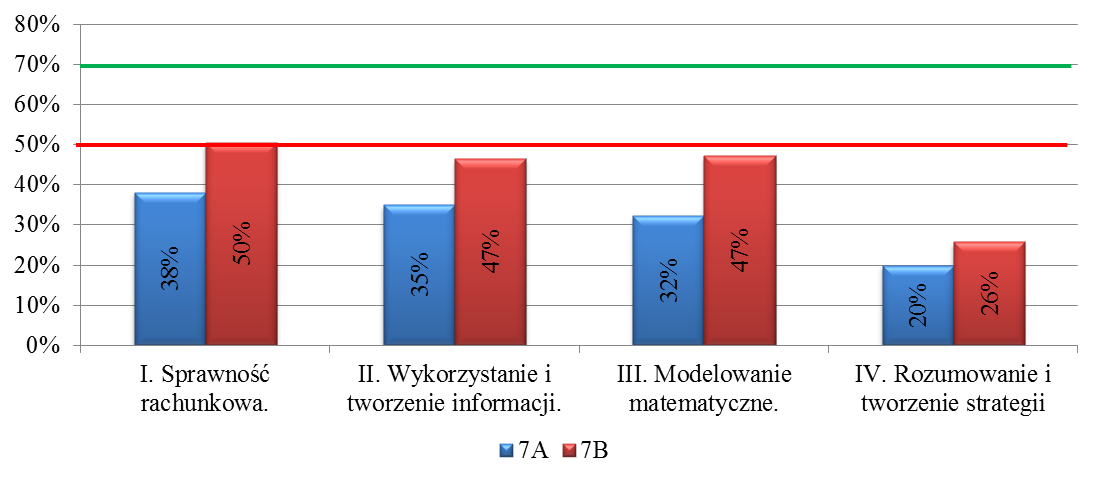 80%
70%
60%
50%
40%
30%
20%
10%
0%
38%
50%
35%
47%
32%
47%
20%
26%
I. Sprawność
rachunkowa.
II. Wykorzystanie i
tworzenie informacji.
III. Modelowanie
matematyczne.
IV. Rozumowanie i
tworzenie strategii
7A
7B